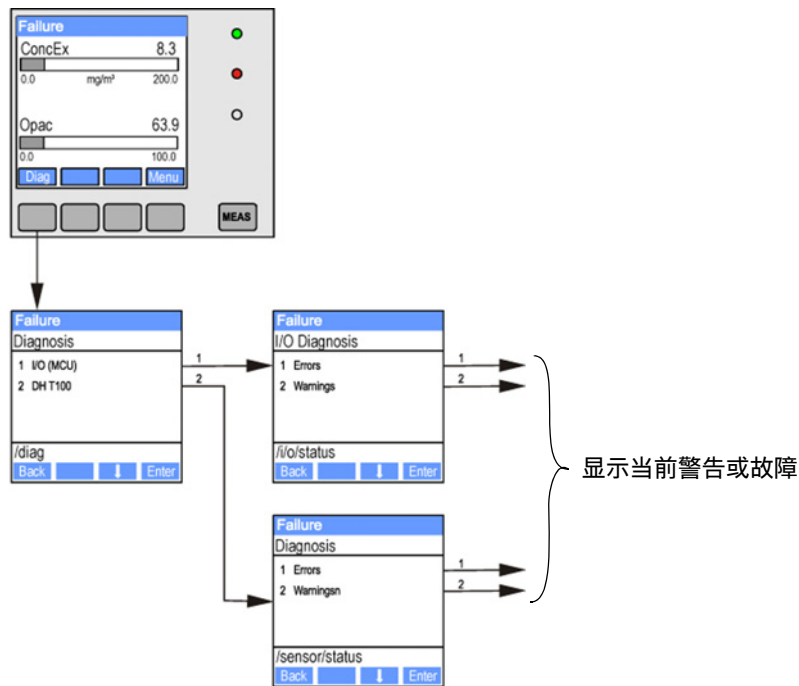 Failure
ConcEx 8.3
0.0 mg/m³ 200.0
Opac 63.9
0.0 100.0
Diag Menu
MEAS
Failure
Diagnosis
1 I/O (MCU)
2 DH T100
/diag
Back ⬇ Enter
1
2
Failure
I/O Diagnosis
1 Errors
2 Warnings
/i/o/status
Back ⬇ Enter
1
2
显示当前警告或故障
Failure
Diagnosis
1 Errors
2 Warningsn
/sensor/status
Back ⬇ Enter
1
2